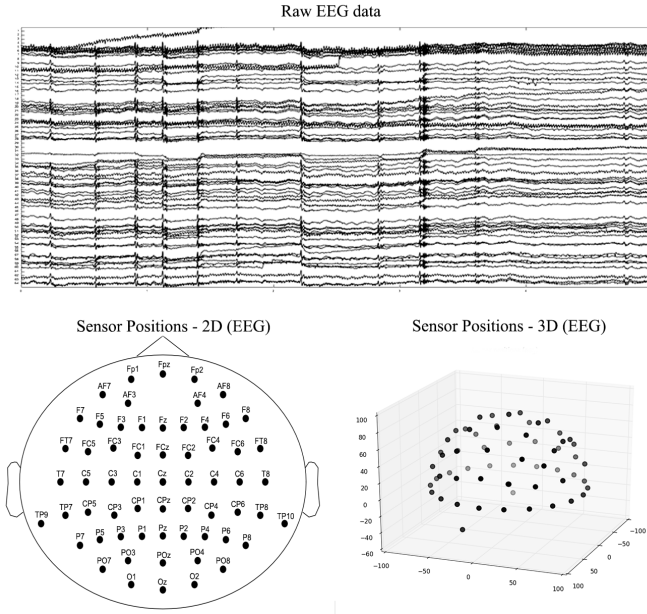 Raw EEG data
Sensor Positions - 2D (EEG)
Sensor Positions - 3D (EEG)
Fp1 Fpz Fp2
AF7 AF3 AF4 AF8
F7 F5 F3 F1 Fz F2 F4 F6 F8
FT7 FC5 FC3 FC1 FCz FC2 FC4 FC6 FT8
T7 C5 C3 C1 Cz C2 C4 C6 T8
TP9 TP7 CP5 CP3 CP1 CPz CP2 CP4 CP6 TP8 TP10
P7 P5 P3 P1 Pz P2 P4 P6 P8
PO7 PO3 POz PO4 PO8
O1 Oz O2
100
80
60
40
20
0
−20
−40
−60
−100 −50 0 50 100
−100
−50
0
50
100